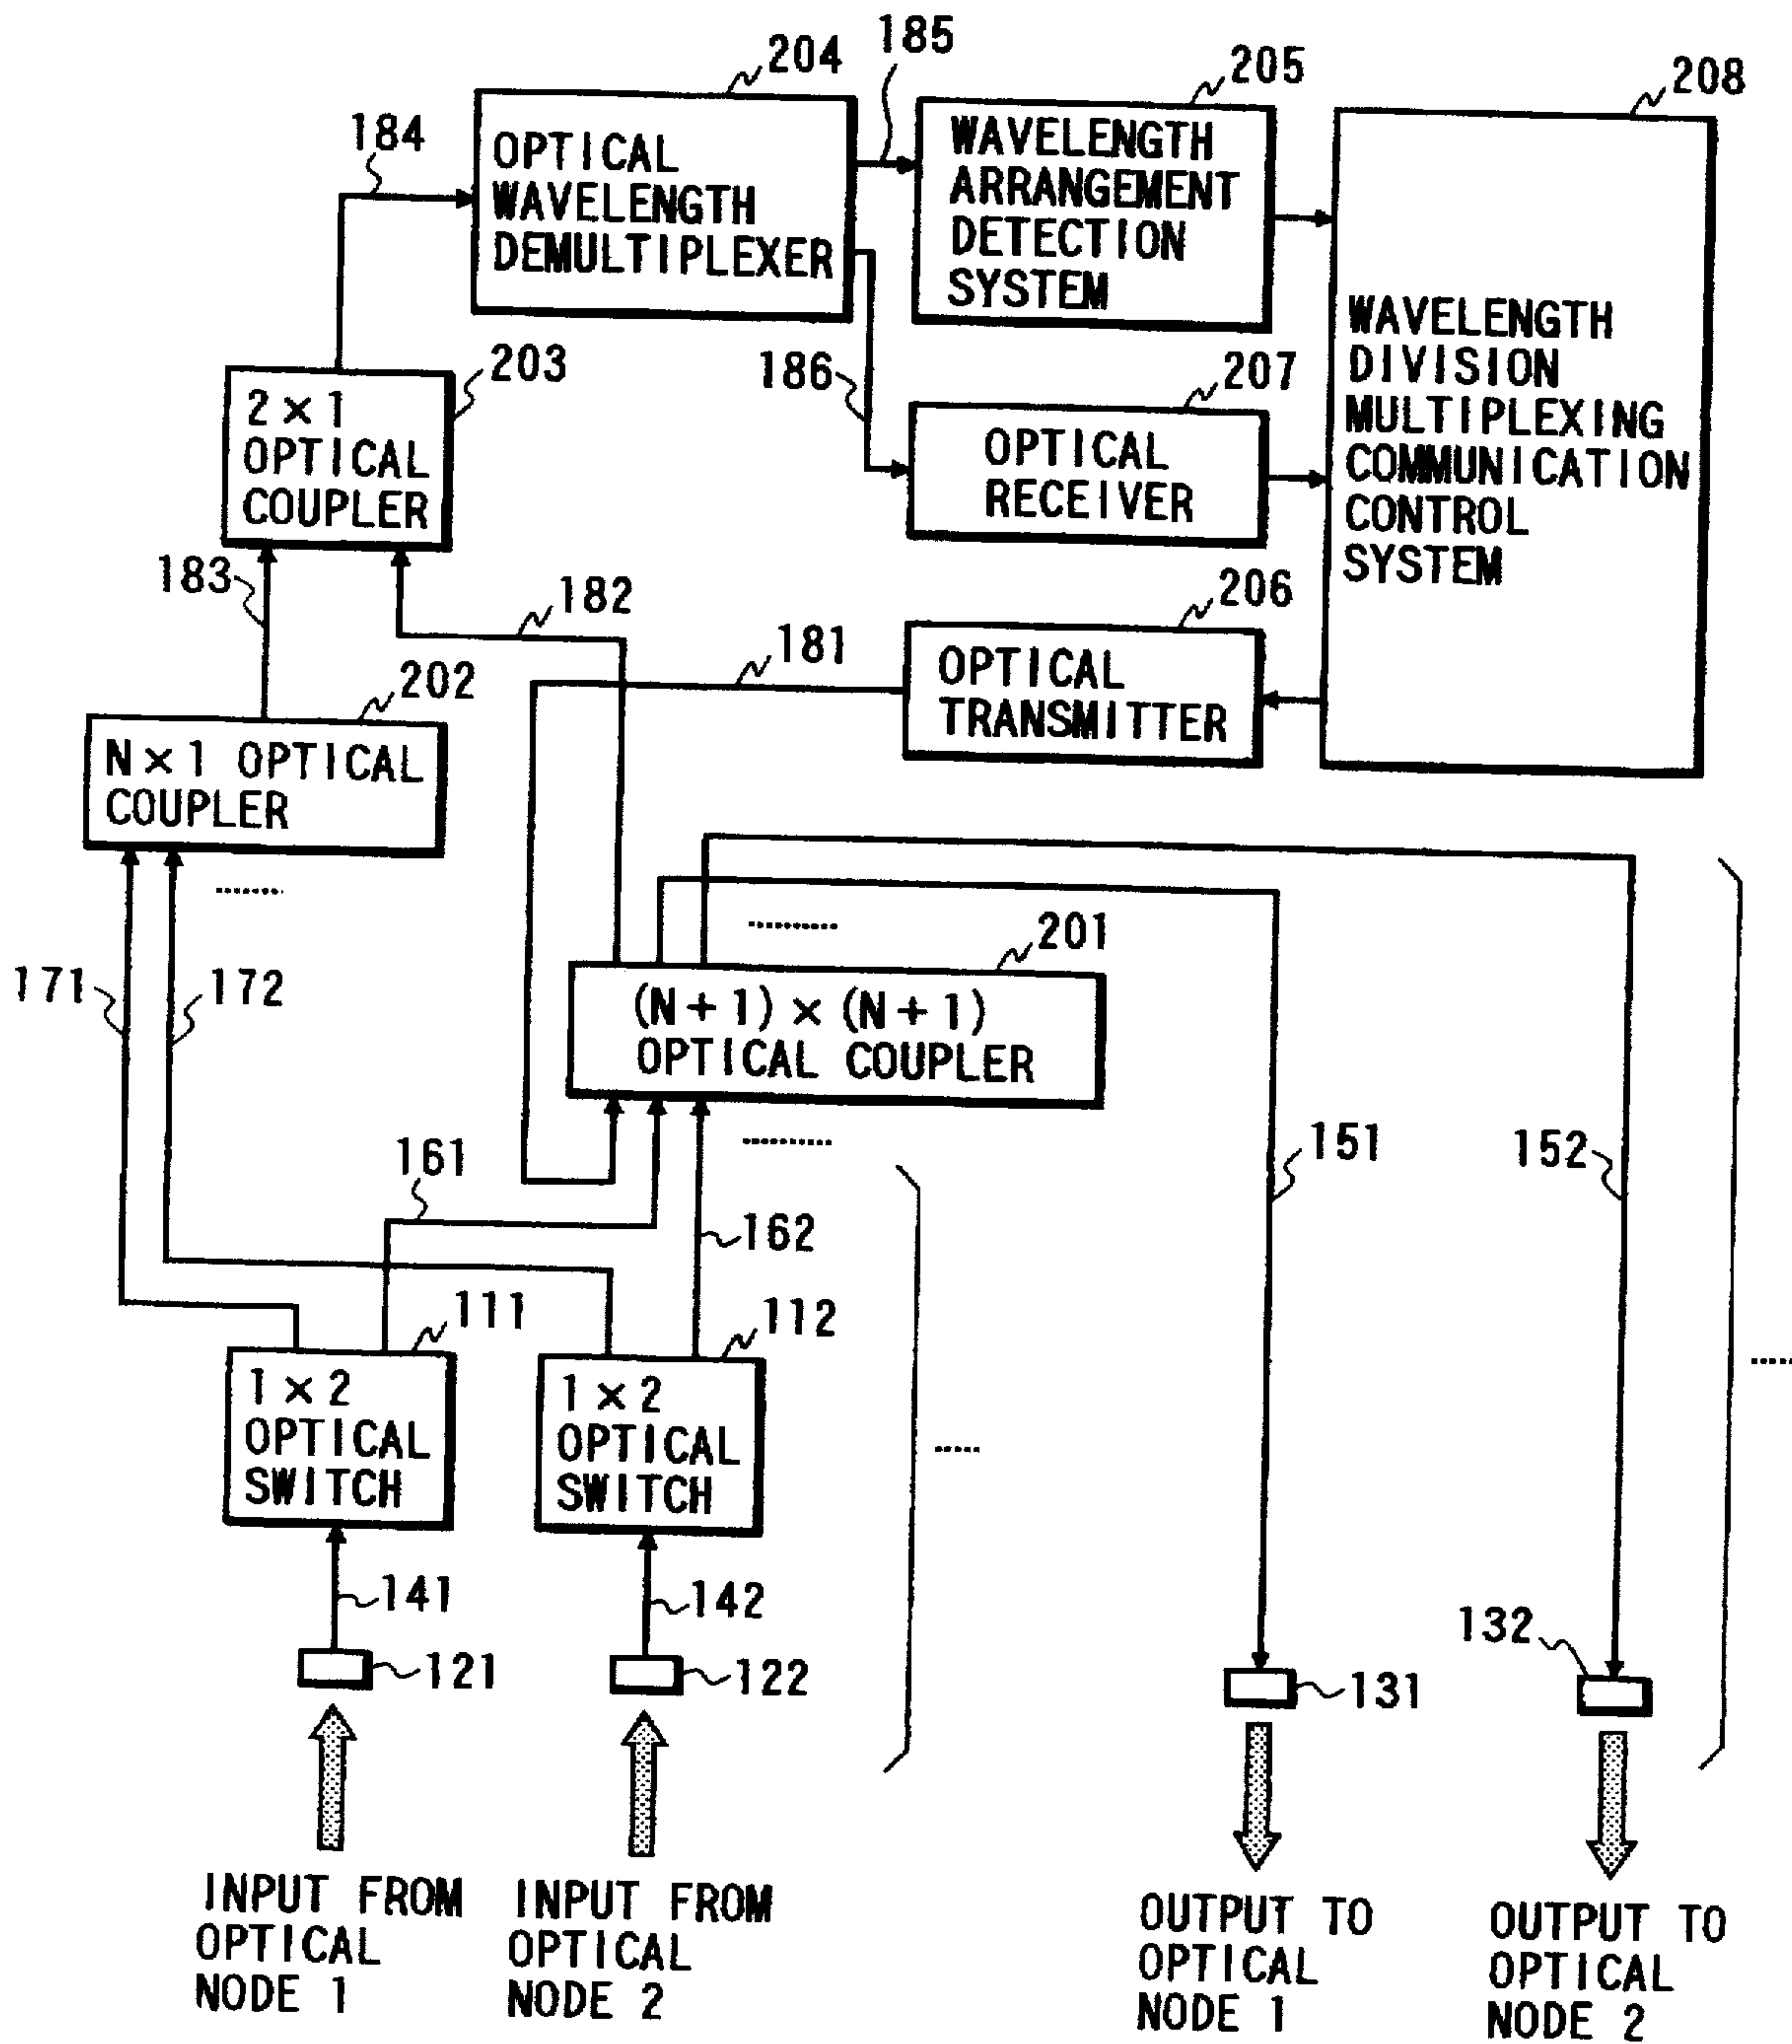 185
204
205
208
184
OPTICAL
WAVELENGTH
DEMULTIPLEXER
WAVELENGTH
ARRANGEMENT
DETECTION
SYSTEM
WAVELENGTH
DIVISION
MULTIPLEXING
COMMUNICATION
CONTROL
SYSTEM
203
186
207
2 × 1
OPTICAL
COUPLER
OPTICAL
RECEIVER
183
182
206
181
OPTICAL
TRANSMITTER
202
N × 1 OPTICAL
COUPLER
........
.........
201
171
172
(N + 1) × (N + 1)
OPTICAL COUPLER
.........
161
151
152
162
111
112
.....
1 × 2
OPTICAL
SWITCH
1 × 2
OPTICAL
SWITCH
.....
141
142
132
121
122
131
INPUT FROM
OPTICAL
NODE 1
INPUT FROM
OPTICAL
NODE 2
OUTPUT TO
OPTICAL
NODE 1
OUTPUT TO
OPTICAL
NODE 2